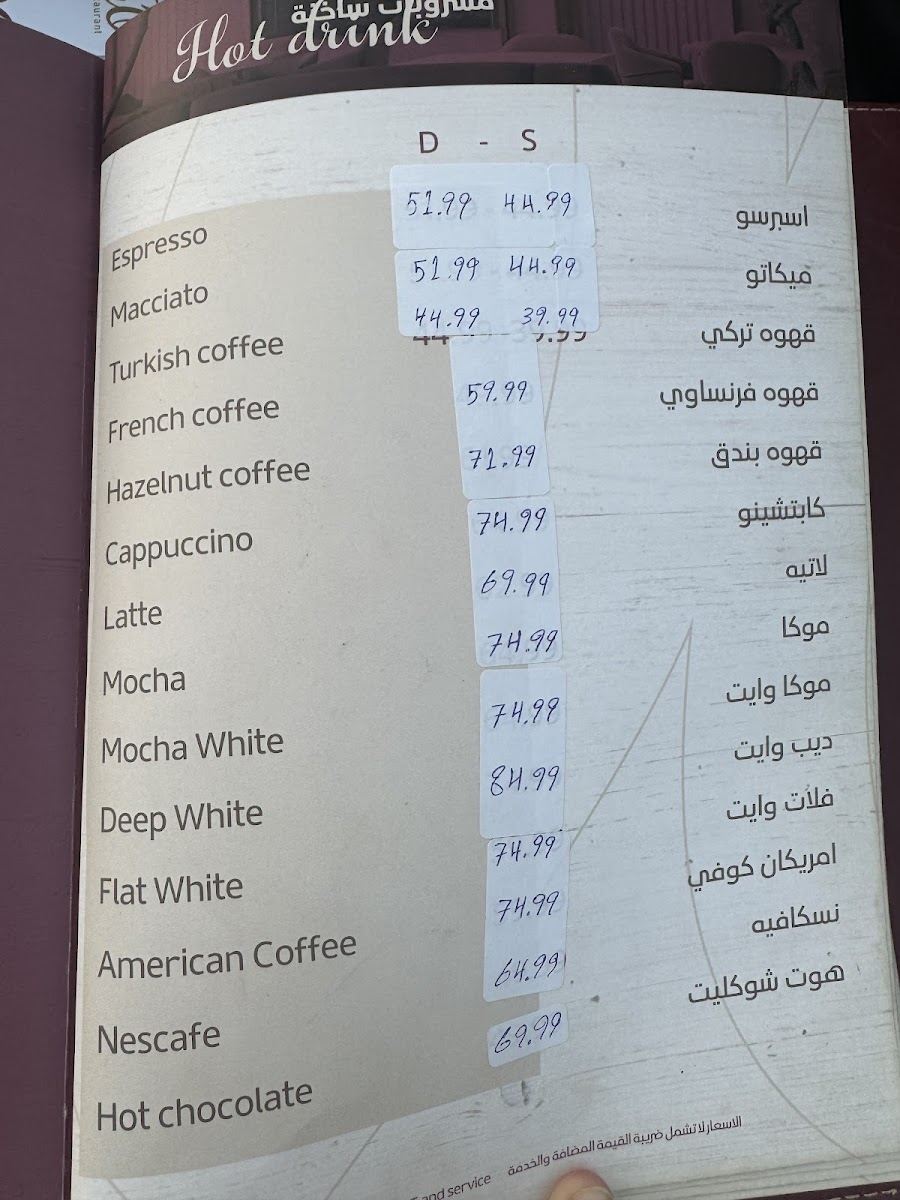 مشروبات ساخنة
Hot drink
D - S
Espresso 51.99 44.99 اسبرسو
Macciato 51.99 44.99 ميكاتو
Turkish coffee 44.99 39.99 قهوه تركي
French coffee 59.99 قهوه فرنساوي
Hazelnut coffee 71.99 قهوه بندق
Cappuccino 74.99 كابتشينو
Latte 69.99 لاتيه
Mocha 74.99 موكا
Mocha White 74.99 موكا وايت
Deep White 84.99 ديب وايت
Flat White 74.99 فلات وايت
American Coffee 74.99 امريكان كوفي
Nescafe 64.99 نسكافيه
Hot chocolate 69.99 هوت شوكليت
and service الاسعار لا تشمل ضريبة القيمة المضافة والخدمة